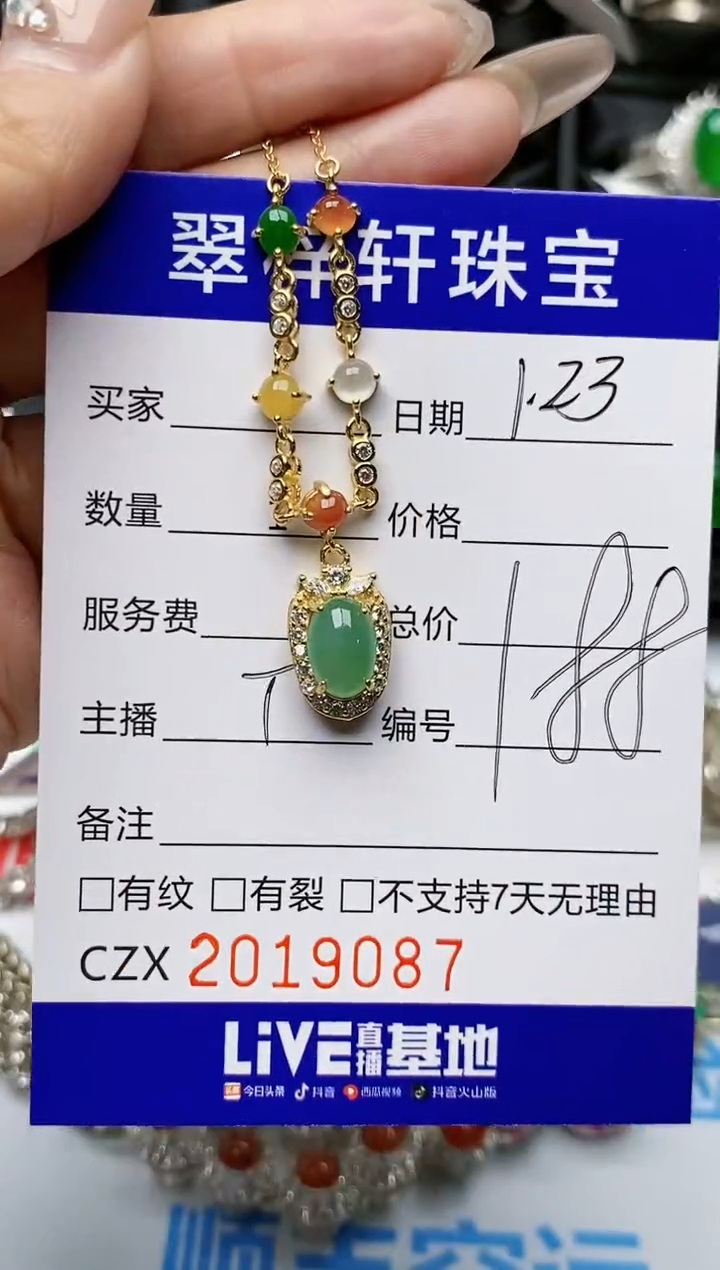 翠 轩珠宝
买家 日期 1.23
数量 价格
服务费 总价 188
主播 T 编号
备注
□有纹 □有裂 □不支持7天无理由
CZX 2019087
LiVE直播基地
今日头条 抖音 西瓜视频 抖音火山版